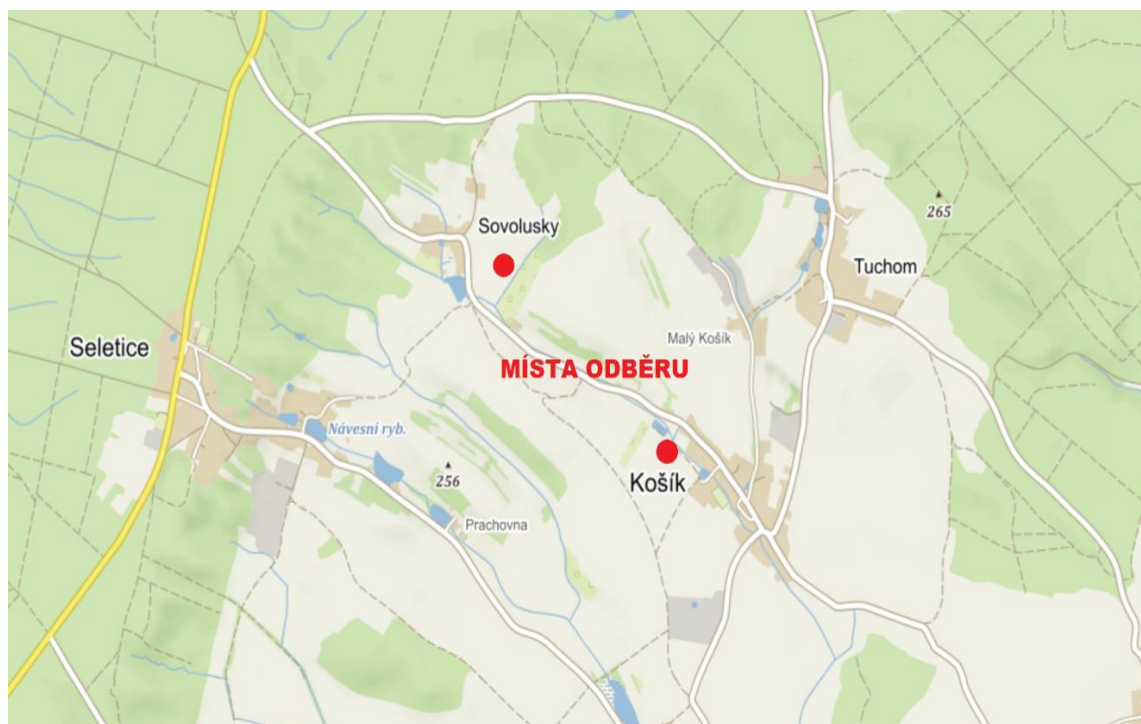 265
Sovolusky
Tuchom
Malý Košík
Seletice
MÍSTA ODBĚRU
Návesní ryb.
256
Košík
Prachovna